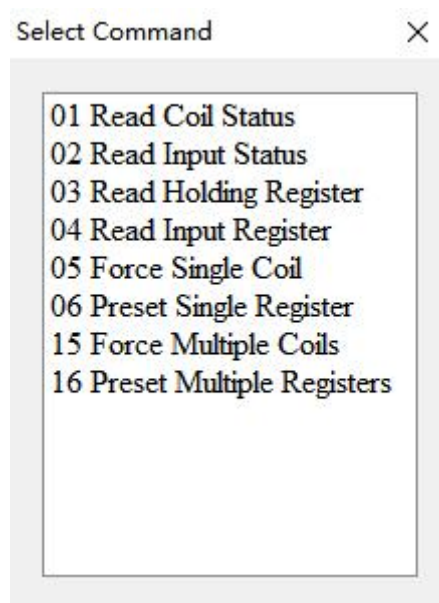 Select Command
01 Read Coil Status
02 Read Input Status
03 Read Holding Register
04 Read Input Register
05 Force Single Coil
06 Preset Single Register
15 Force Multiple Coils
16 Preset Multiple Registers